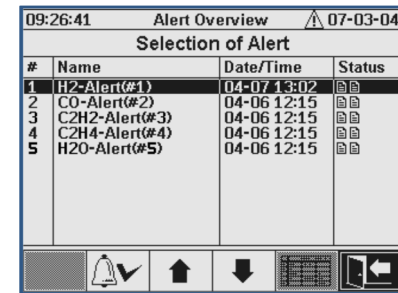 09:26:41 Alert Overview 07-03-04
Selection of Alert
# Name Date/Time Status
1 H2-Alert(#1) 04-07 13:02
2 CO-Alert(#2) 04-06 12:15
3 C2H2-Alert(#3) 04-06 12:15
4 C2H4-Alert(#4) 04-06 12:15
5 H2O-Alert(#5) 04-06 12:15